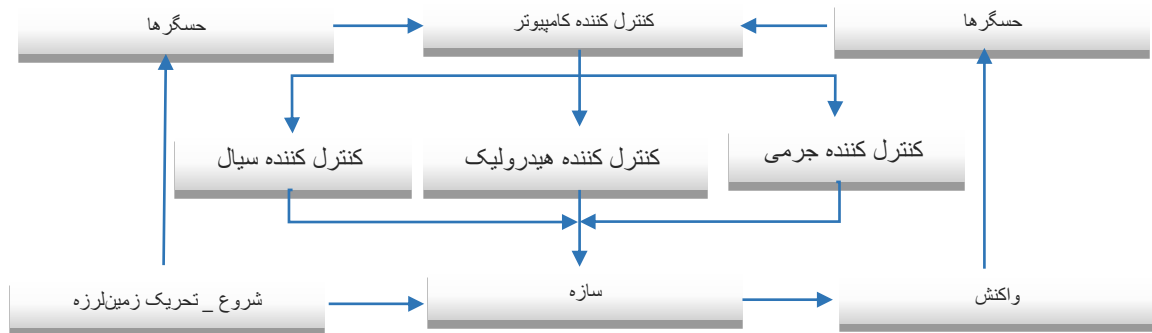 حسگرها
کنترل کننده کامپیوتر
حسگرها
کنترل کننده جرمی
کنترل کننده هیدرولیک
کنترل کننده سیال
واکنش
سازه
شروع _ تحریک زمین‌لرزه